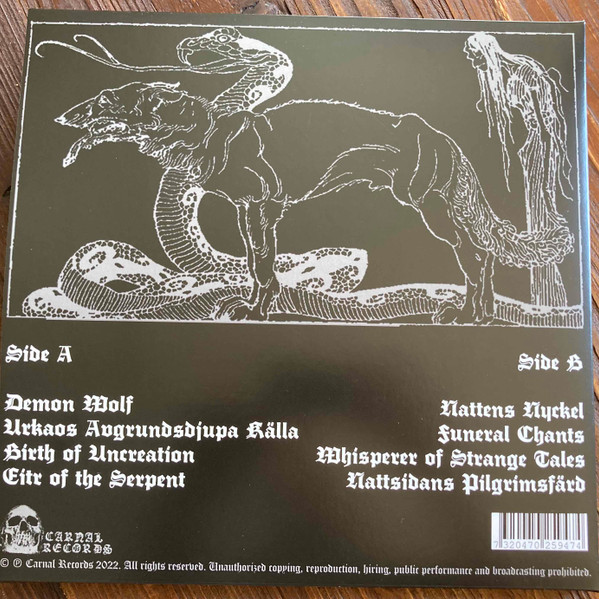 Side A
Demon Wolf
Urkaos Avgrundsdjupa Källa
Birth of Uncreation
Eitr of the Serpent
Side B
Nattens Nyckel
Funeral Chants
Whisperer of Strange Tales
Nattsidans Pilgrimsfärd
CARNAL
RECORDS
7 320470 259474
© ℗ Carnal Records 2022. All rights reserved. Unauthorized copying, reproduction, hiring, public performance and broadcasting prohibited.